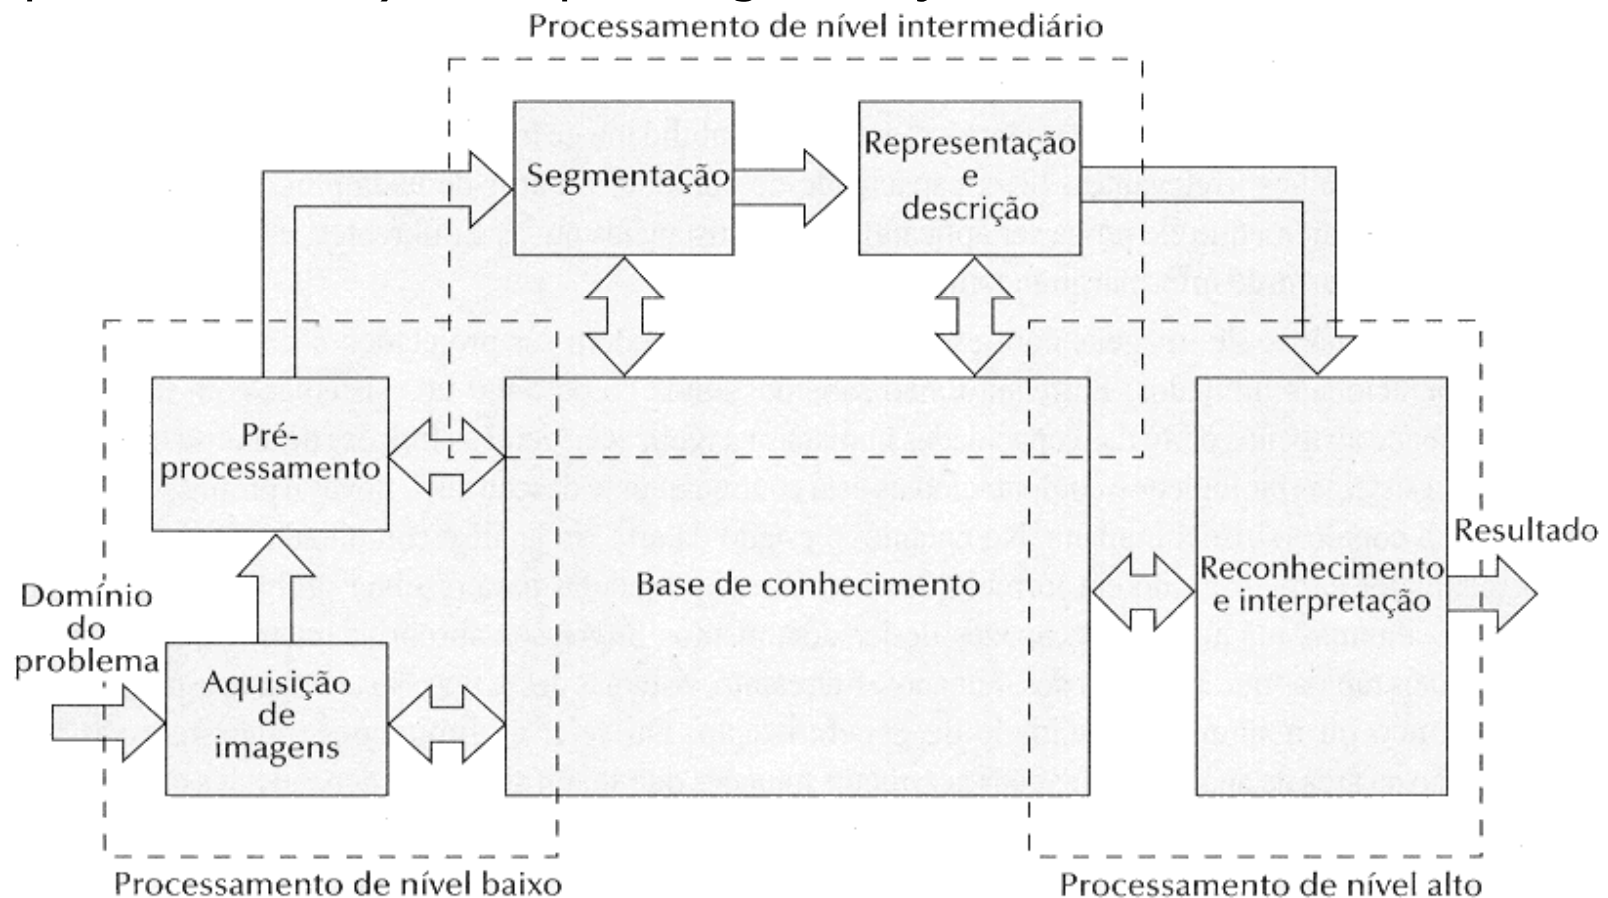 Processamento de nível intermediário
Segmentação
Representação
e
descrição
Pré-
processamento
Base de conhecimento
Resultado
Reconhecimento
e interpretação
Domínio
do
problema
Aquisição
de
imagens
Processamento de nível baixo
Processamento de nível alto